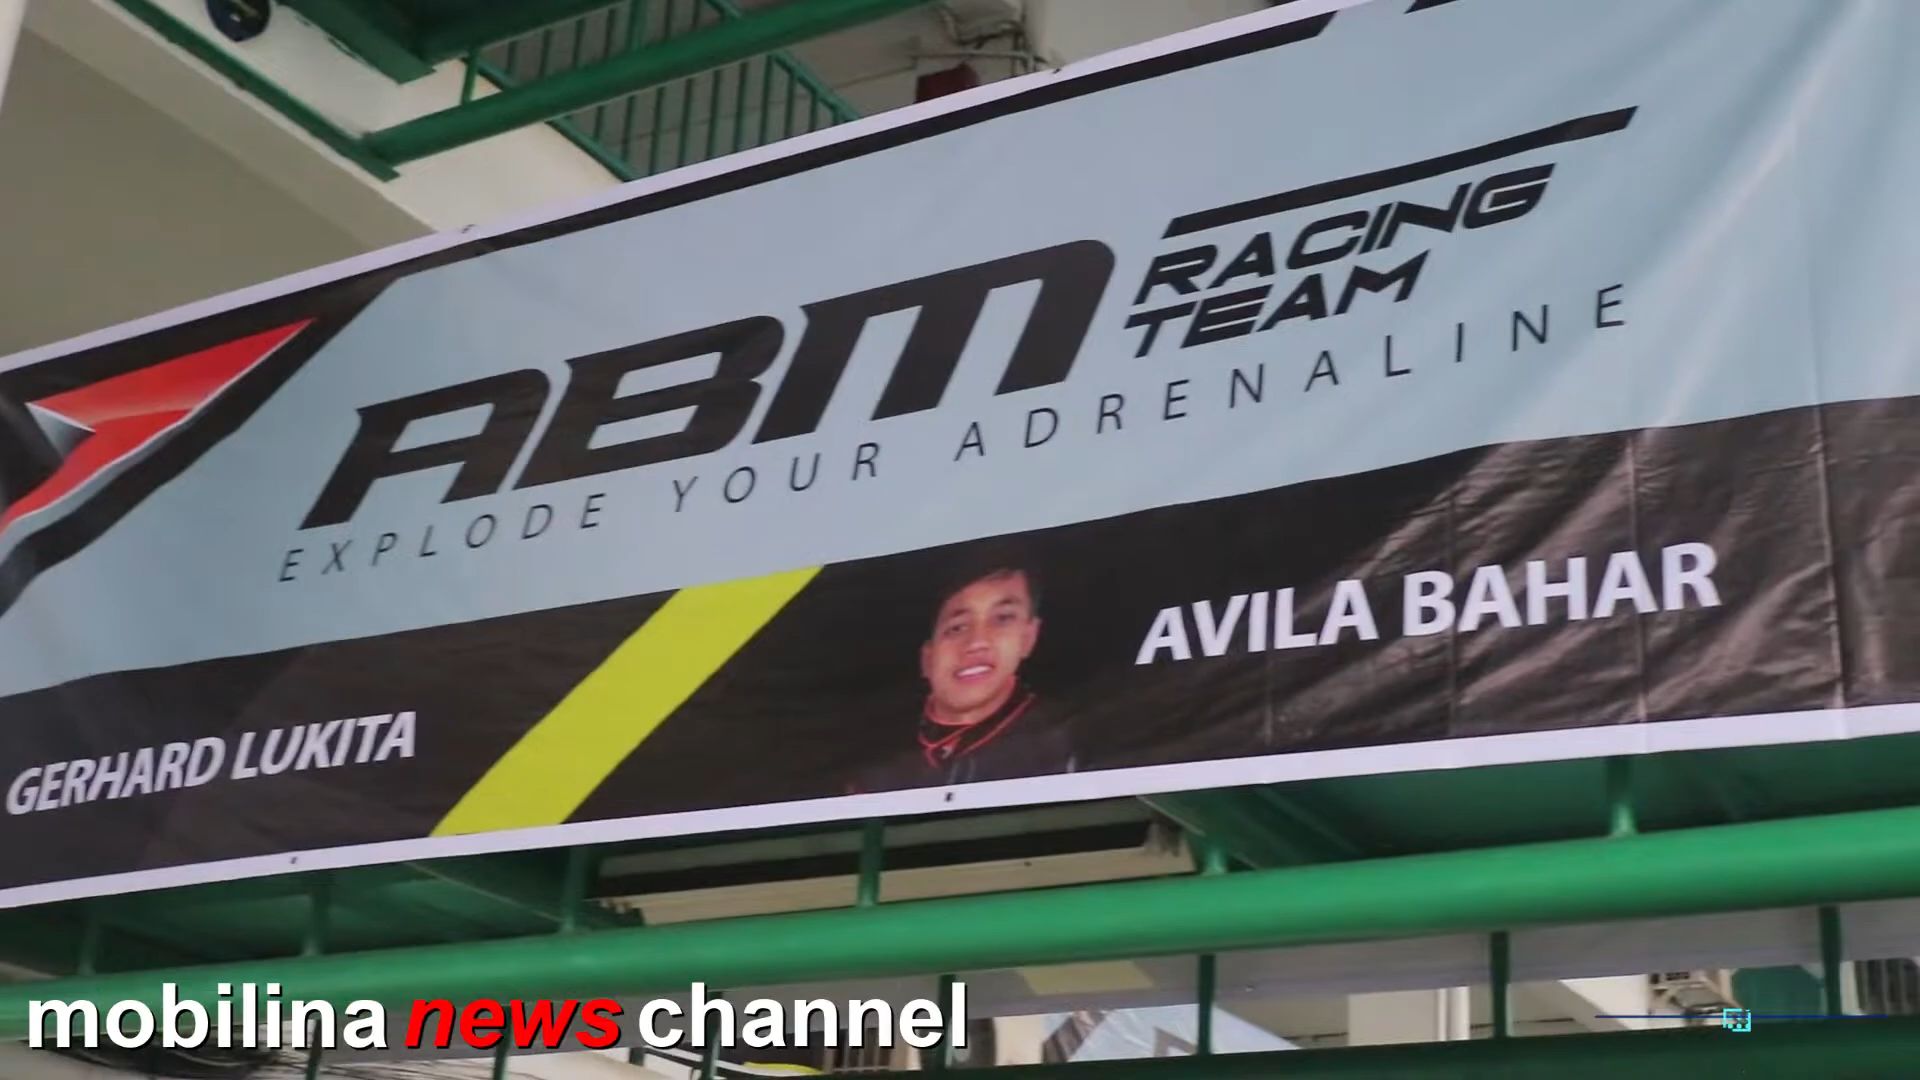 ABM RACING
TEAM
EXPLODE YOUR ADRENALINE
GERHARD LUKITA
AVILA BAHAR
mobilina news channel